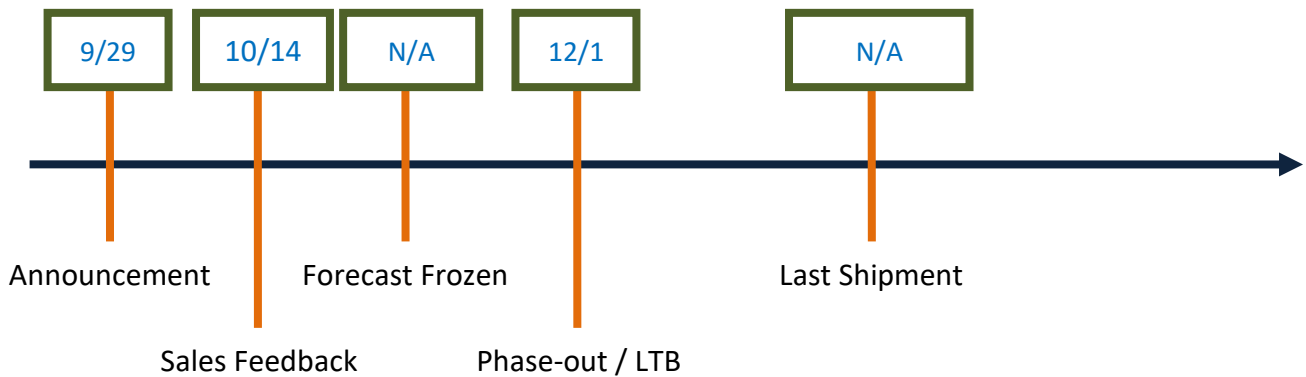 9/29
10/14
N/A
12/1
N/A
Announcement
Forecast Frozen
Last Shipment
Sales Feedback
Phase-out / LTB